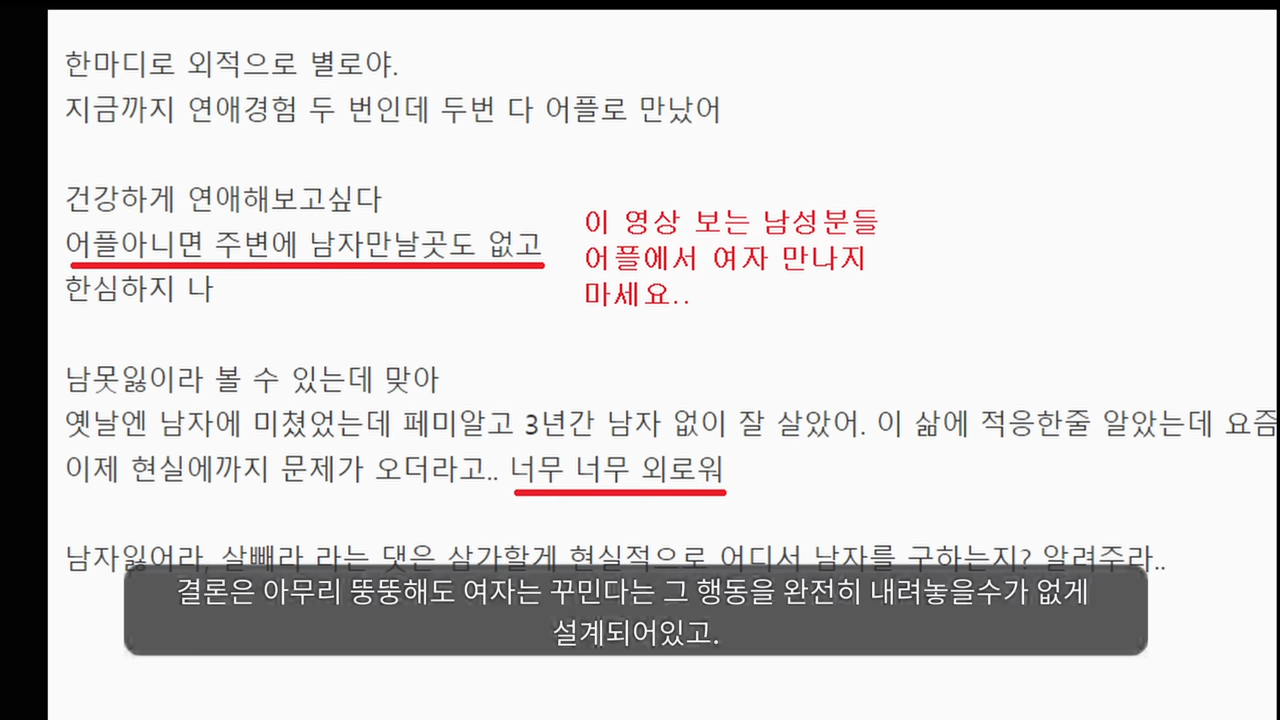 한마디로 외적으로 별로야.
지금까지 연애경험 두 번인데 두번 다 어플로 만났어
건강하게 연애해보고싶다
어플아니면 주변에 남자만날곳도 없고
한심하지 나
이 영상 보는 남성분들
어플에서 여자 만나지
마세요..
남못잃이라 볼 수 있는데 맞아
옛날엔 남자에 미쳤었는데 페미알고 3년간 남자 없이 잘 살았어. 이 삶에 적응한줄 알았는데 요즘
이제 현실에까지 문제가 오더라고.. 너무 너무 외로워
남자잃어라, 살빼라 라는 댓은 삼가할게 현실적으로 어디서 남자를 구하는지? 알려주라..
결론은 아무리 뚱뚱해도 여자는 꾸민다는 그 행동을 완전히 내려놓을수가 없게
설계되어있고.